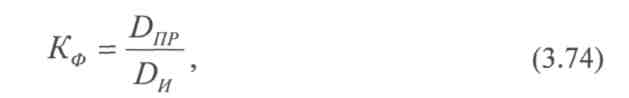 K_Ф = D_ПР / D_И , (3.74)